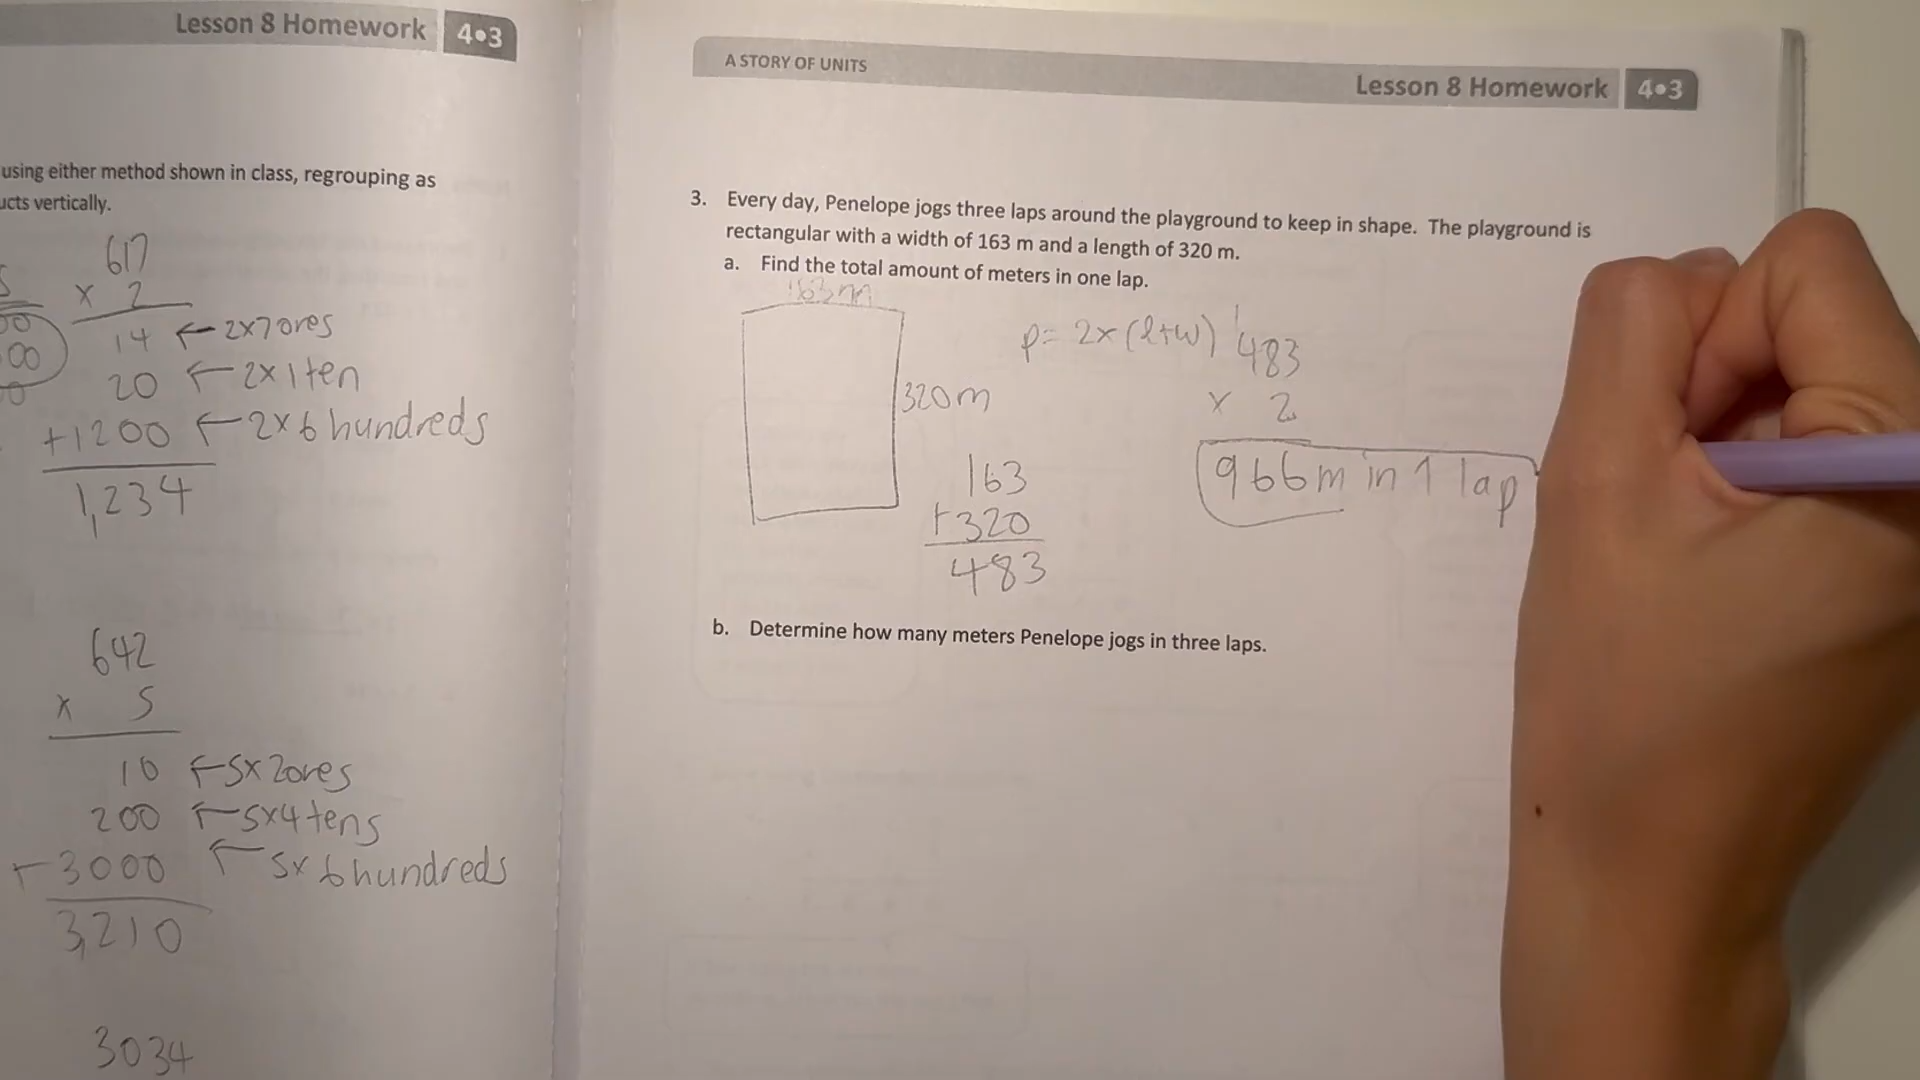 Lesson 8 Homework 4•3
using either method shown in class, regrouping as
ucts vertically.
617
x 2
14 ← 2x7 ones
20 ← 2x1 ten
+1200 ← 2x6 hundreds
1,234
642
x 5
10 ← 5x2 ones
200 ← 5x4 tens
+3000 ← 5x6 hundreds
3,210
3034
A STORY OF UNITS
Lesson 8 Homework 4•3
3. Every day, Penelope jogs three laps around the playground to keep in shape. The playground is
rectangular with a width of 163 m and a length of 320 m.
a. Find the total amount of meters in one lap.
163m
320m
163
+320
483
P= 2x(l+w)
1
483
x 2
966m in 1 lap
b. Determine how many meters Penelope jogs in three laps.